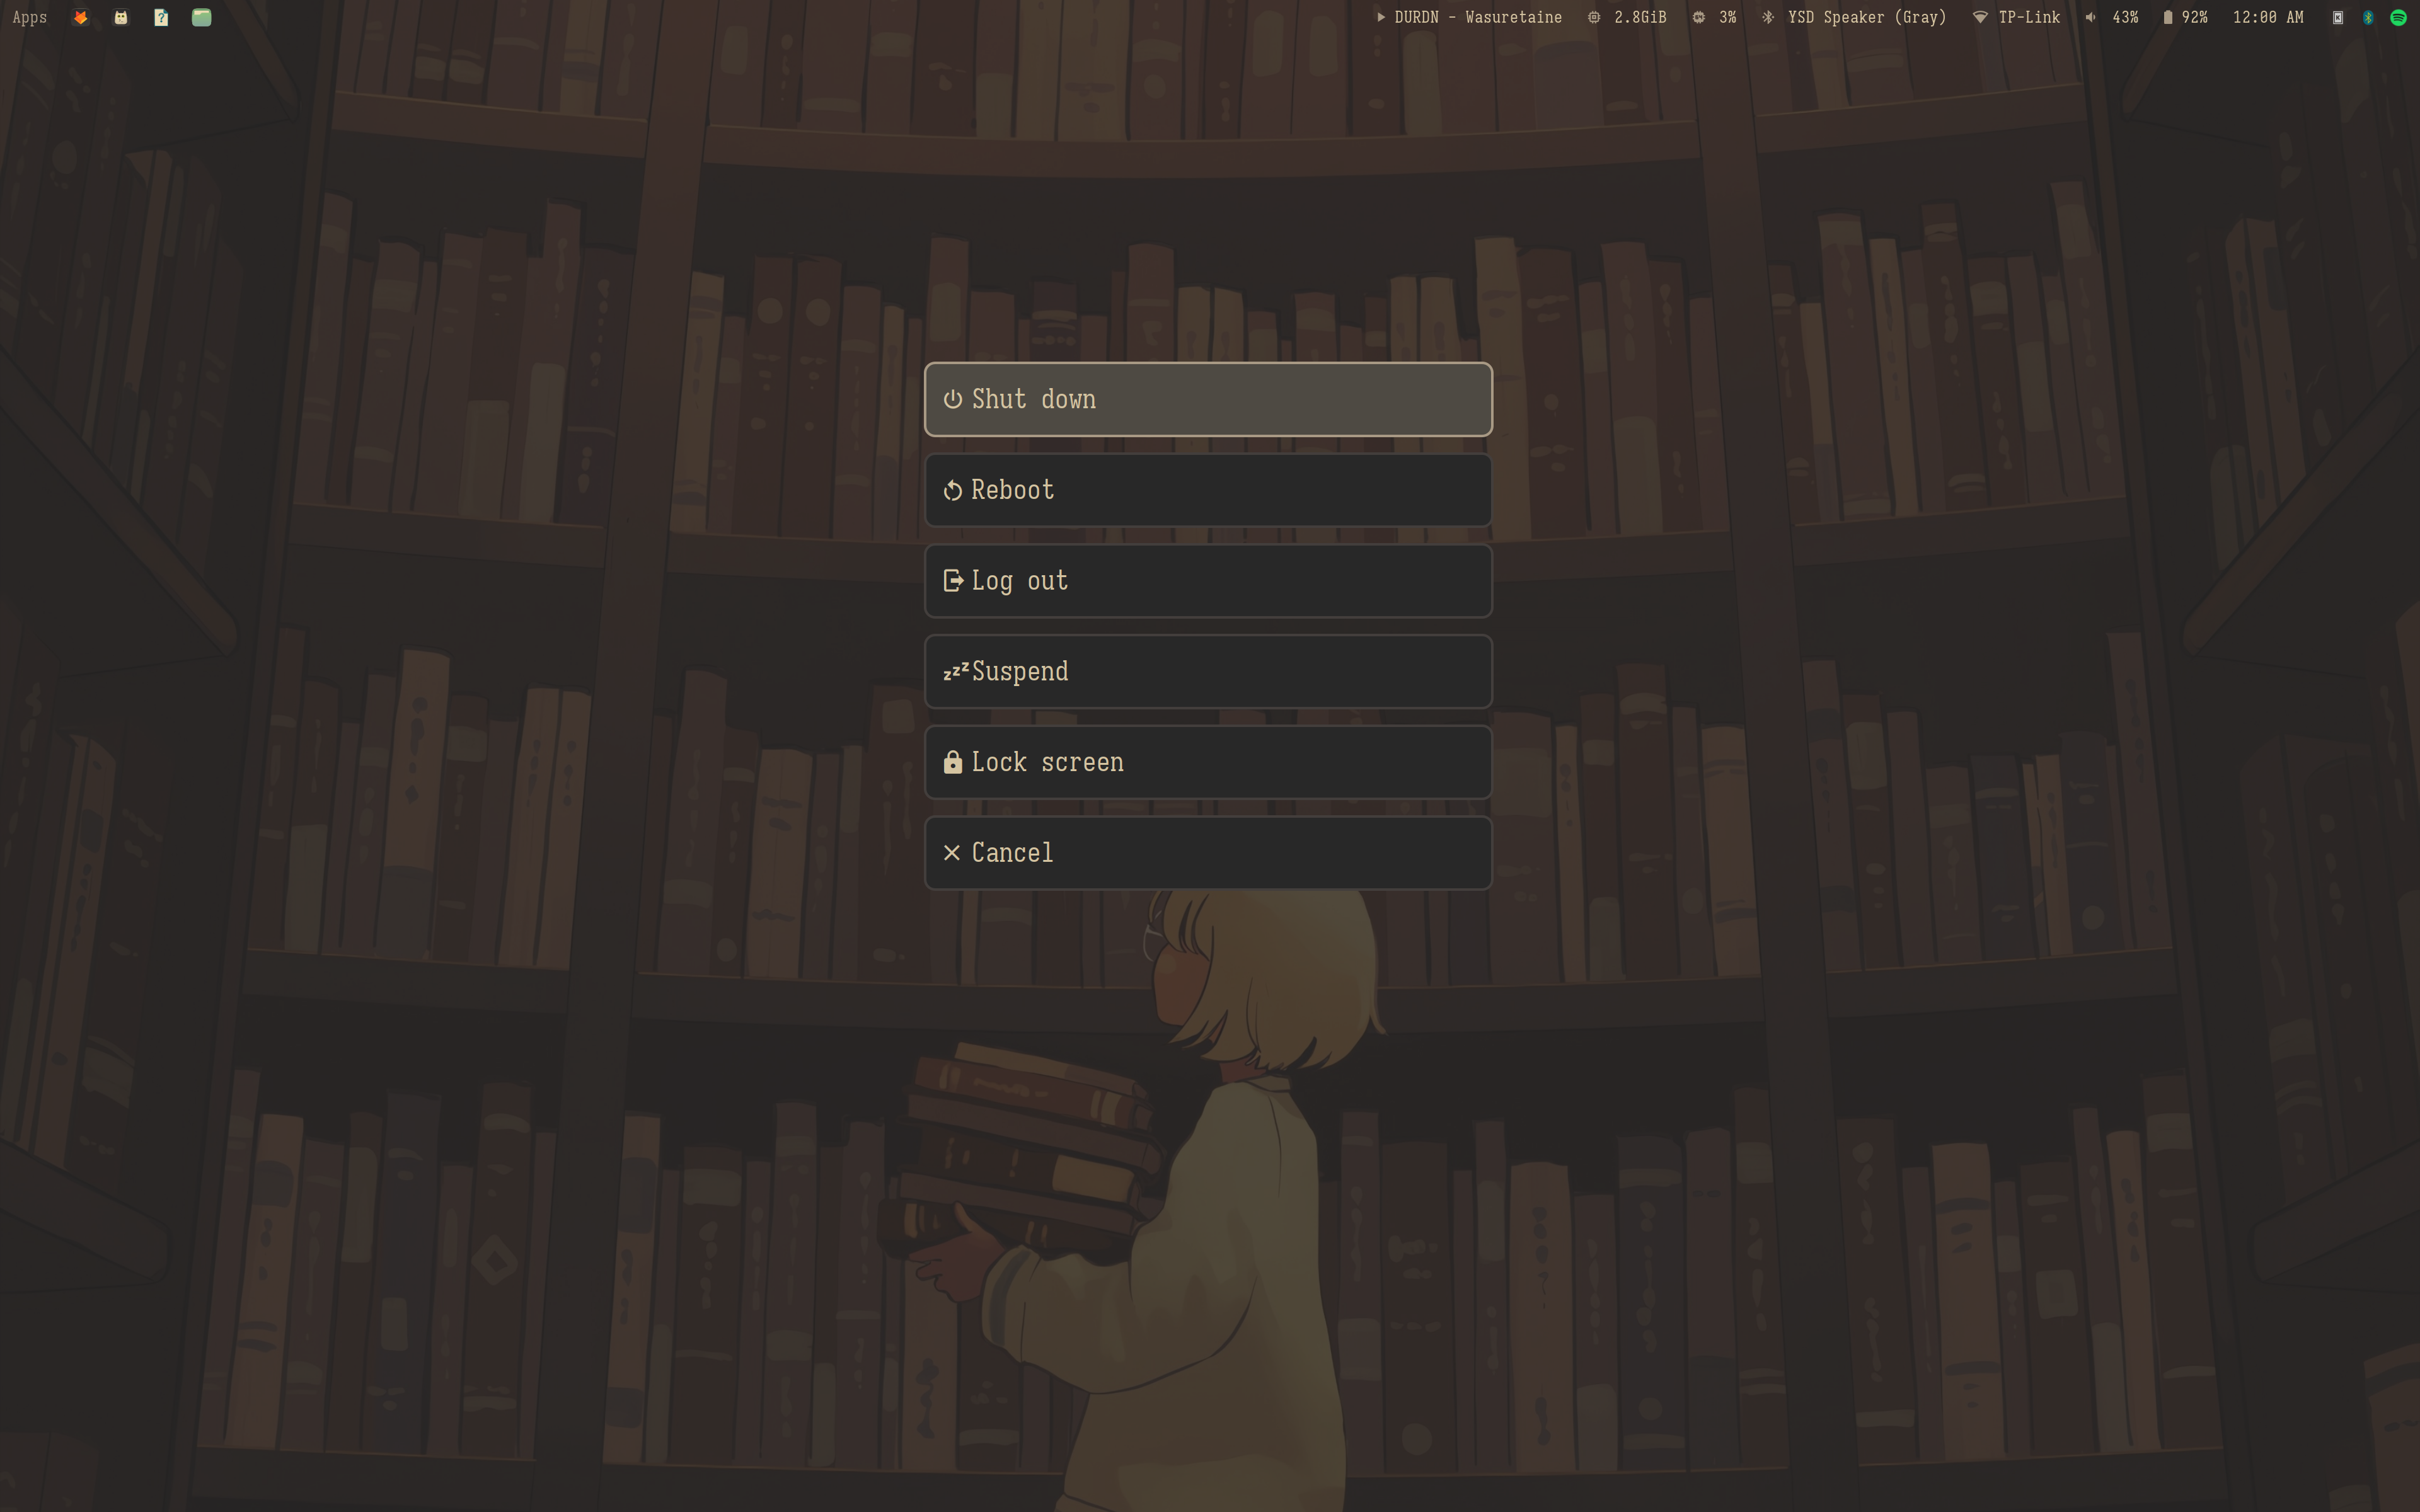 Apps ▶ DURDN - Wasuretaine 2.8GiB 3% YSD Speaker (Gray) TP-Link 43% 92% 12:00 AM
Shut down
Reboot
Log out
zzz Suspend
Lock screen
Cancel